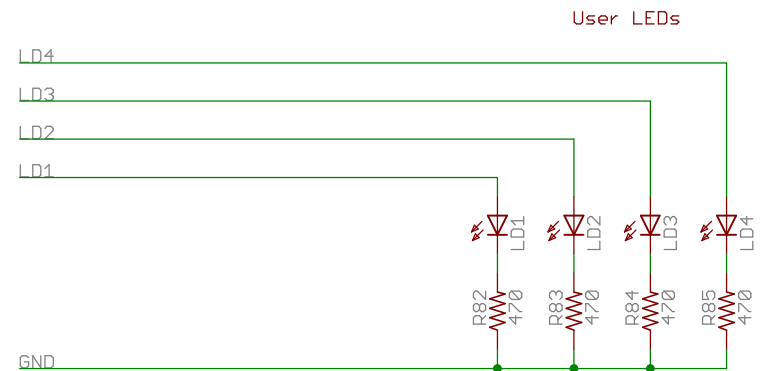 User LEDs
LD4
LD3
LD2
LD1
LD1
LD2
LD3
LD4
R82
470
R83
470
R84
470
R85
470
GND